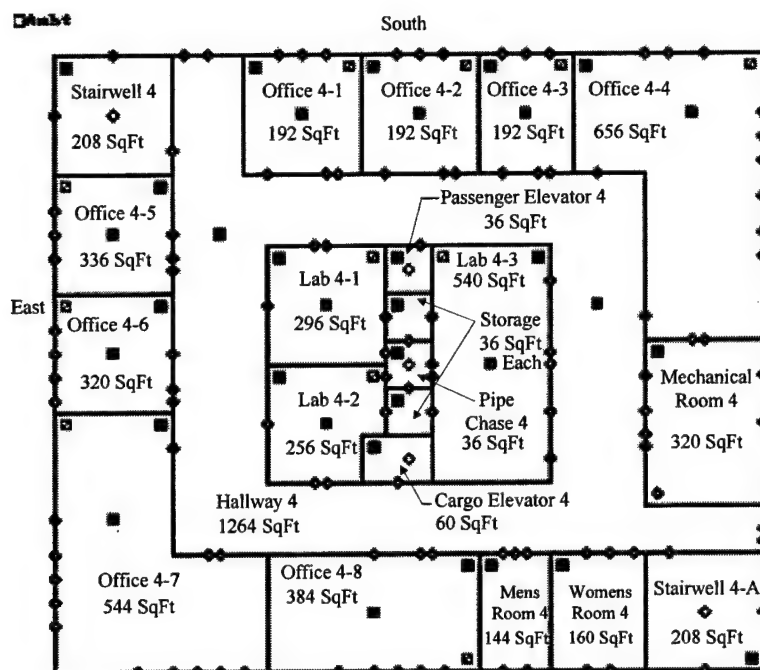 Ambt
South
Stairwell 4
208 SqFt
Office 4-1
192 SqFt
Office 4-2
192 SqFt
Office 4-3
192 SqFt
Office 4-4
656 SqFt
Passenger Elevator 4
36 SqFt
Office 4-5
336 SqFt
Lab 4-1
296 SqFt
Lab 4-3
540 SqFt
East
Office 4-6
320 SqFt
Storage
36 SqFt
Each
Lab 4-2
256 SqFt
Pipe
Chase 4
36 SqFt
Mechanical
Room 4
320 SqFt
Hallway 4
1264 SqFt
Cargo Elevator 4
60 SqFt
Office 4-7
544 SqFt
Office 4-8
384 SqFt
Mens
Room 4
144 SqFt
Womens
Room 4
160 SqFt
Stairwell 4-A
208 SqFt